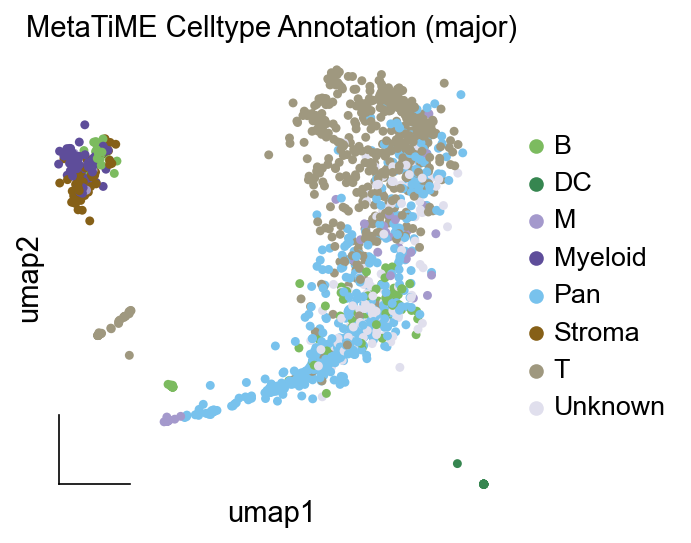 MetaTiME Celltype Annotation (major)
B
DC
M
Myeloid
Pan
Stroma
T
Unknown
umap2
umap1